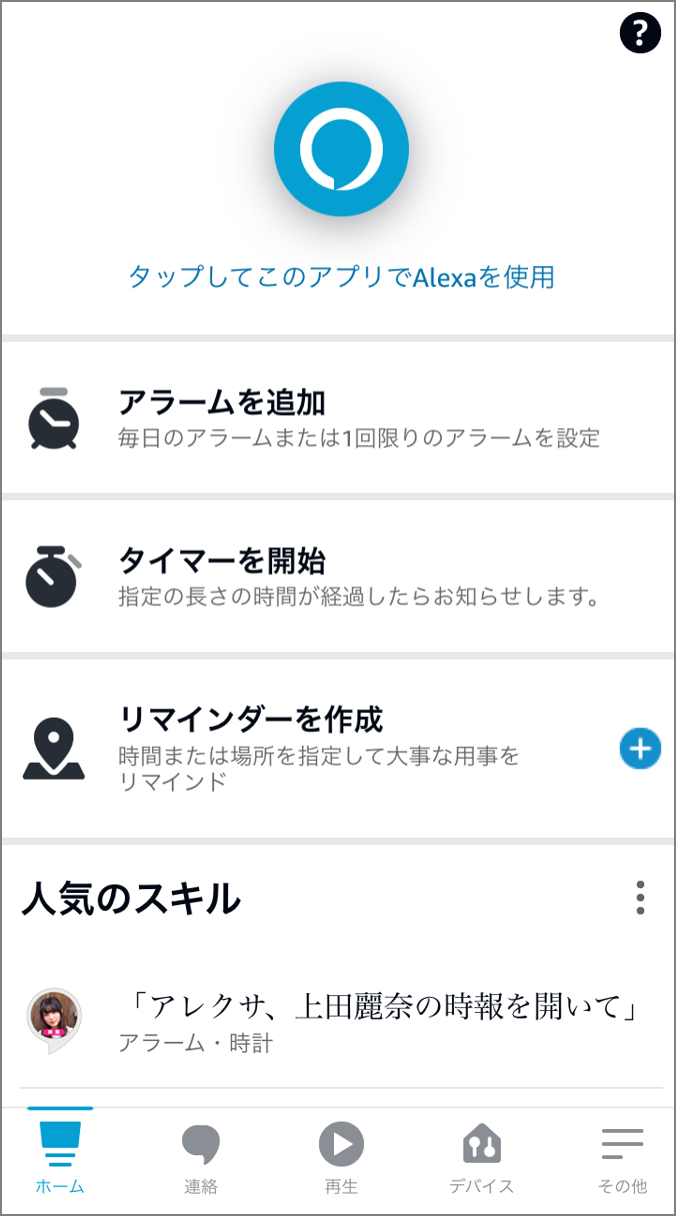 ?
タップしてこのアプリでAlexaを使用
アラームを追加
毎日のアラームまたは1回限りのアラームを設定
タイマーを開始
指定の長さの時間が経過したらお知らせします。
リマインダーを作成
時間または場所を指定して大事な用事を
リマインド
人気のスキル
「アレクサ、上田麗奈の時報を開いて」
アラーム・時計
ホーム
連絡
再生
デバイス
その他